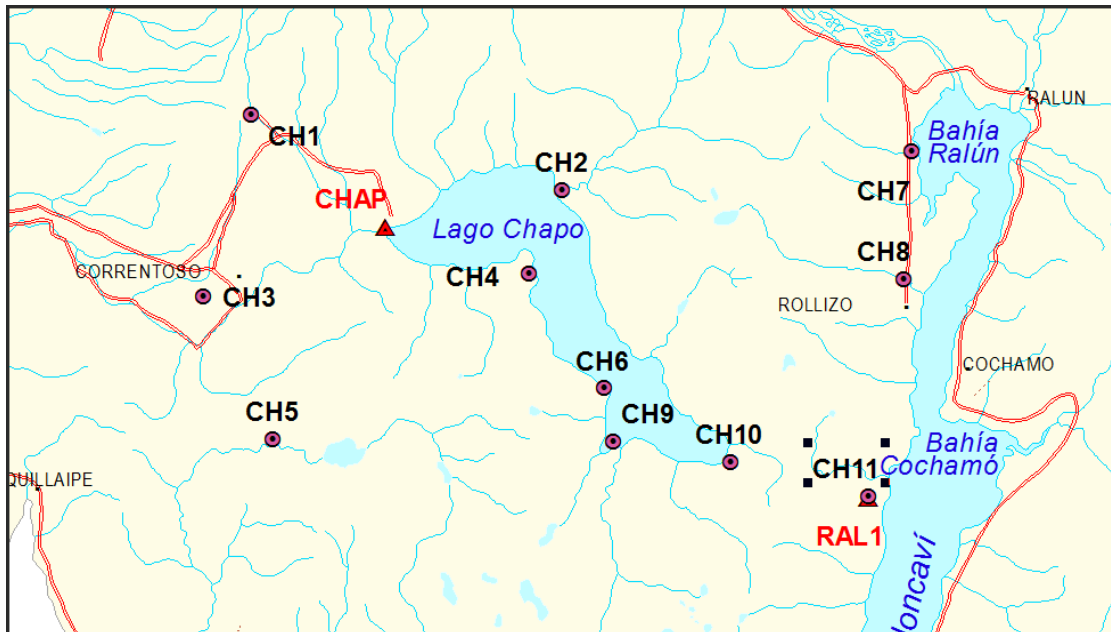 RALUN
CH1
Bahía
Ralún
CH2
CHAP
CH7
Lago Chapo
CH8
CORRENTOSO
CH4
CH3
ROLLIZO
COCHAMO
CH6
CH5
CH9
CH10
Bahía
Cochamó
CH11
QUILLAIPE
RAL1
loncaví